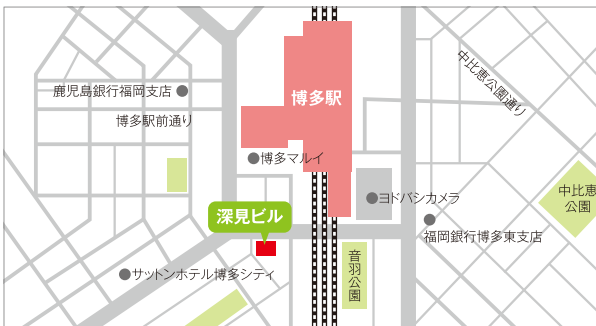 博多駅
中比恵公園通り
鹿児島銀行福岡支店
博多駅前通り
博多マルイ
ヨドバシカメラ
中比恵
公園
深見ビル
福岡銀行博多東支店
音羽公園
サットンホテル博多シティ